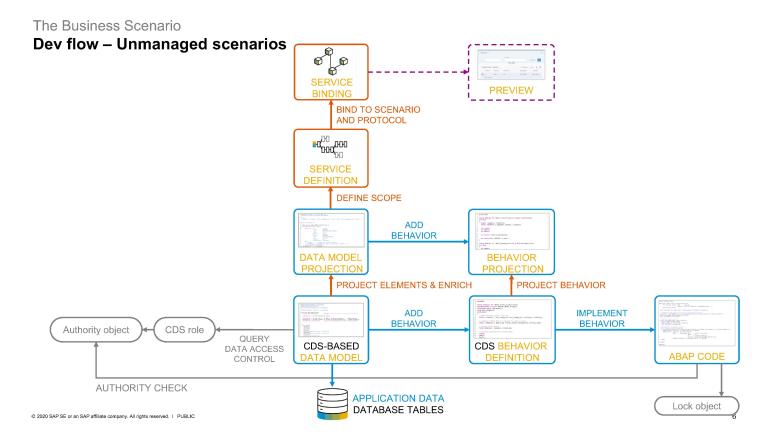 The Business Scenario
Dev flow – Unmanaged scenarios
SERVICE
BINDING
PREVIEW
BIND TO SCENARIO
AND PROTOCOL
SERVICE
DEFINITION
DEFINE SCOPE
DATA MODEL
PROJECTION
ADD
BEHAVIOR
BEHAVIOR
PROJECTION
PROJECT ELEMENTS & ENRICH
PROJECT BEHAVIOR
Authority object
CDS role
QUERY
DATA ACCESS
CONTROL
CDS-BASED
DATA MODEL
ADD
BEHAVIOR
CDS BEHAVIOR
DEFINITION
IMPLEMENT
BEHAVIOR
ABAP CODE
AUTHORITY CHECK
APPLICATION DATA
DATABASE TABLES
Lock object
© 2020 SAP SE or an SAP affiliate company. All rights reserved. I PUBLIC
6